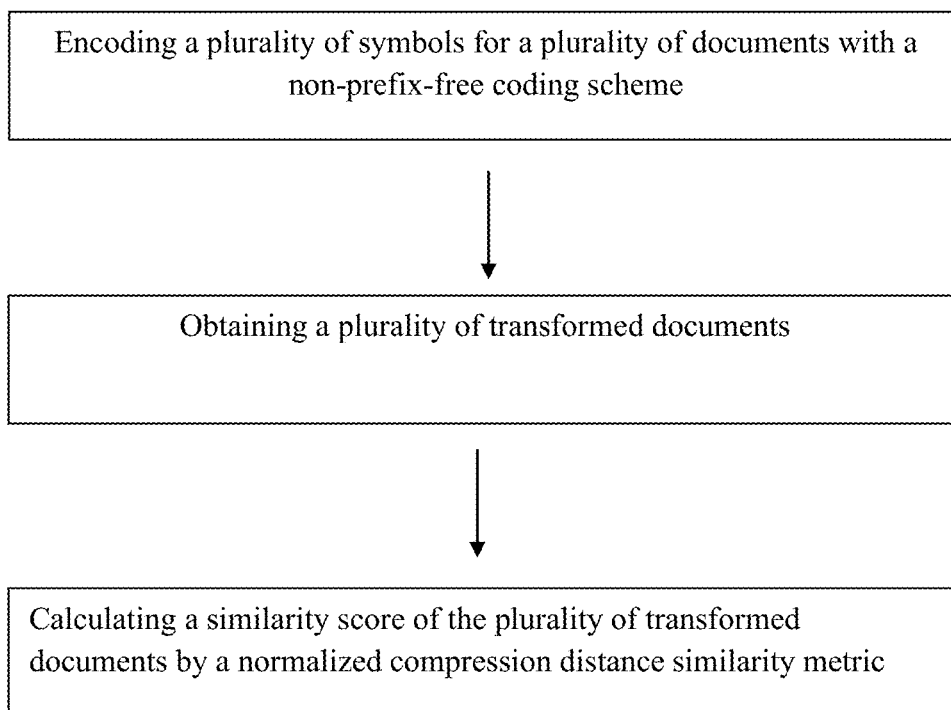 Encoding a plurality of symbols for a plurality of documents with a
non-prefix-free coding scheme
Obtaining a plurality of transformed documents
Calculating a similarity score of the plurality of transformed
documents by a normalized compression distance similarity metric